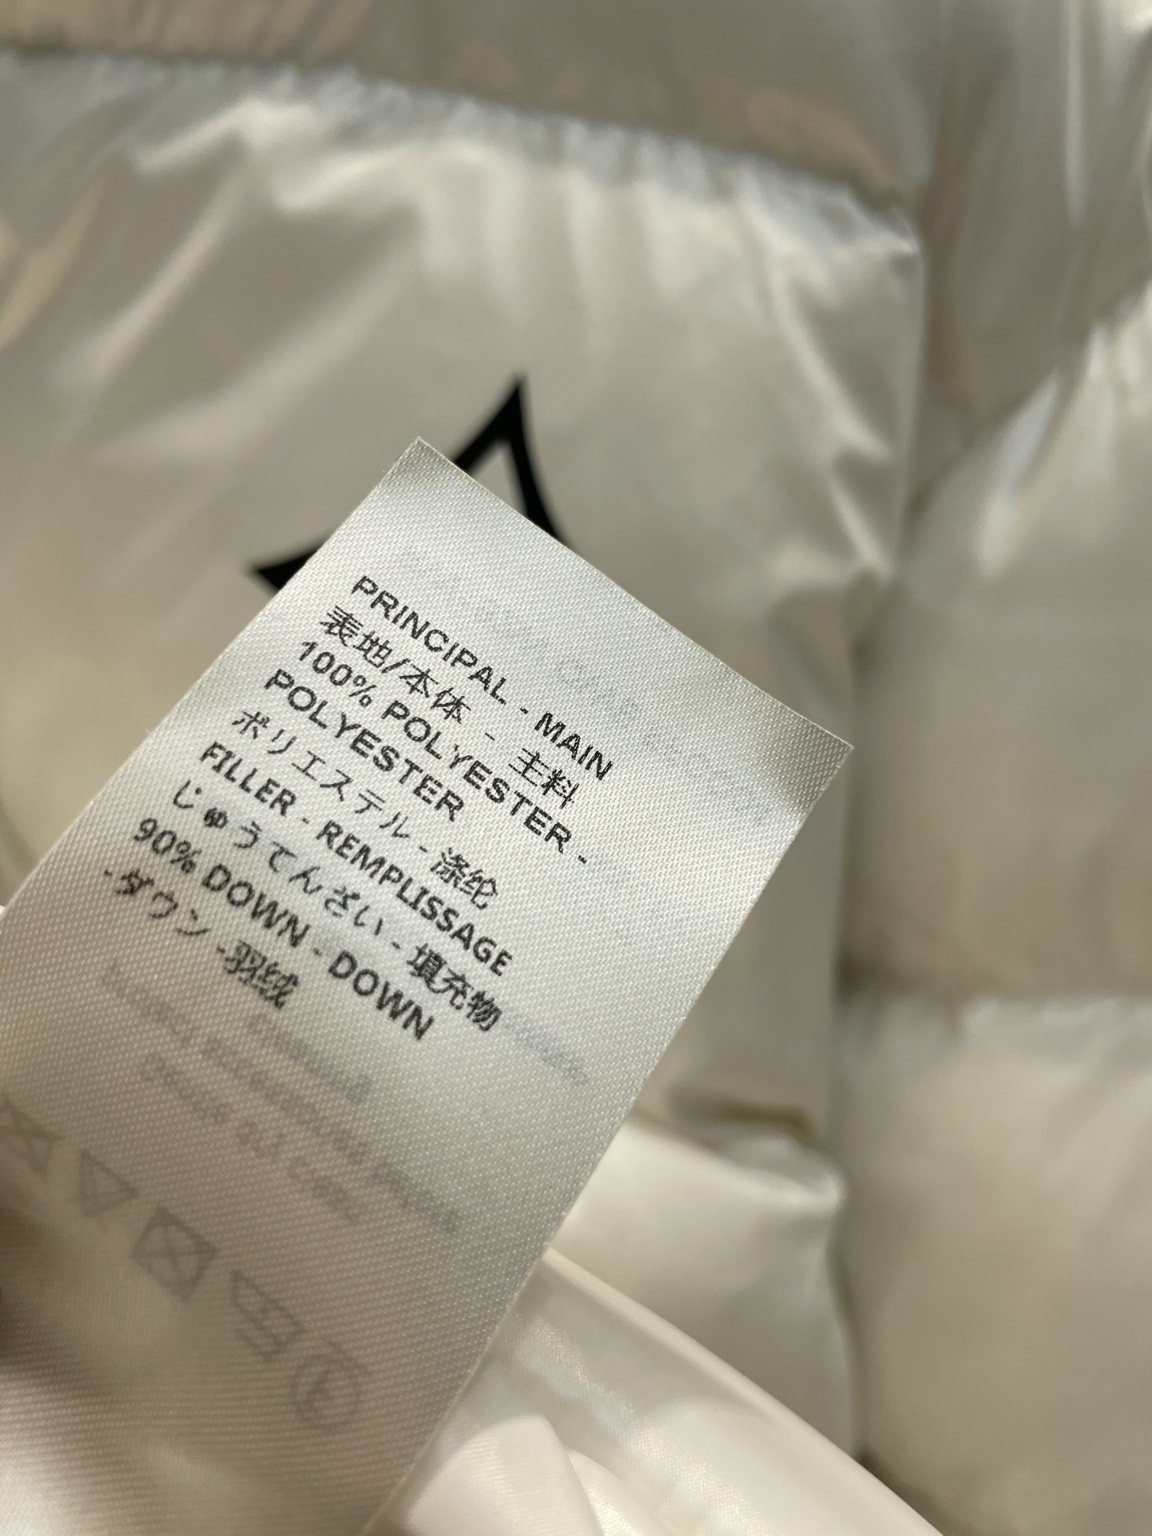 PRINCIPAL - MAIN
表地/本体 - 主料
100% POLYESTER -
POLYESTER
ポリエステル - 涤纶
FILLER - REMPLISSAGE
じゅうてんざい - 填充物
90% DOWN - DOWN
- ダウン - 羽绒